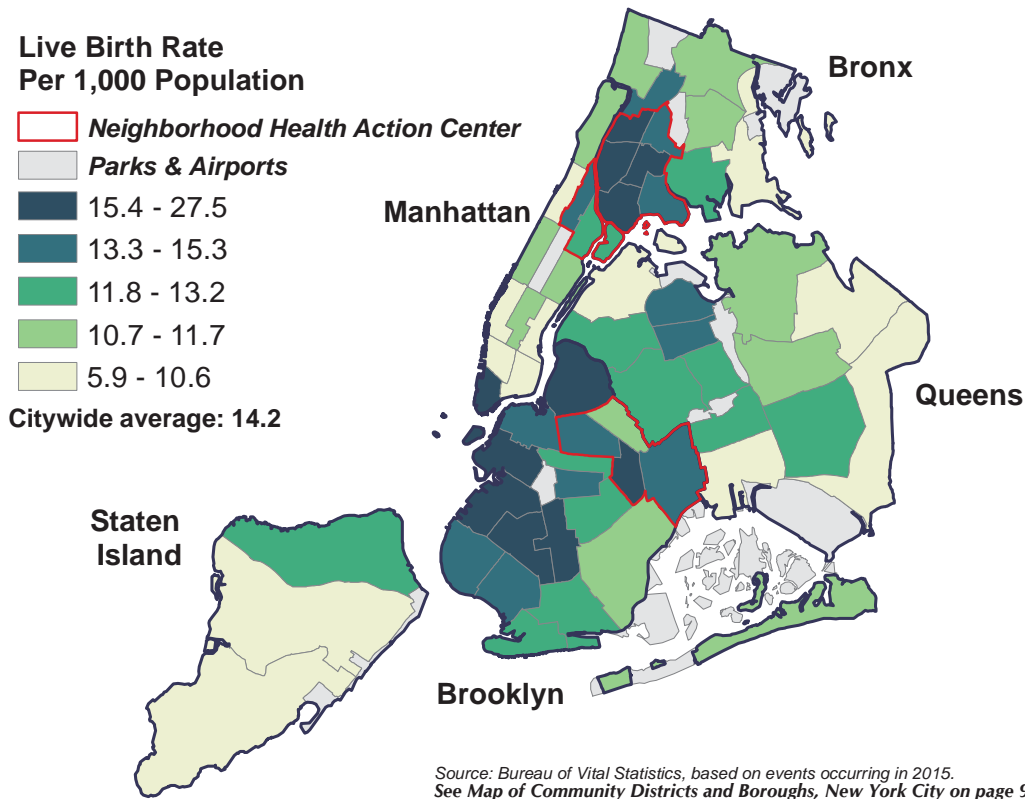 Live Birth Rate
Per 1,000 Population
Neighborhood Health Action Center
Parks & Airports
15.4 - 27.5
13.3 - 15.3
11.8 - 13.2
10.7 - 11.7
5.9 - 10.6
Citywide average: 14.2
Bronx
Manhattan
Queens
Staten
Island
Brooklyn
Source: Bureau of Vital Statistics, based on events occurring in 2015.
See Map of Community Districts and Boroughs, New York City on page 9